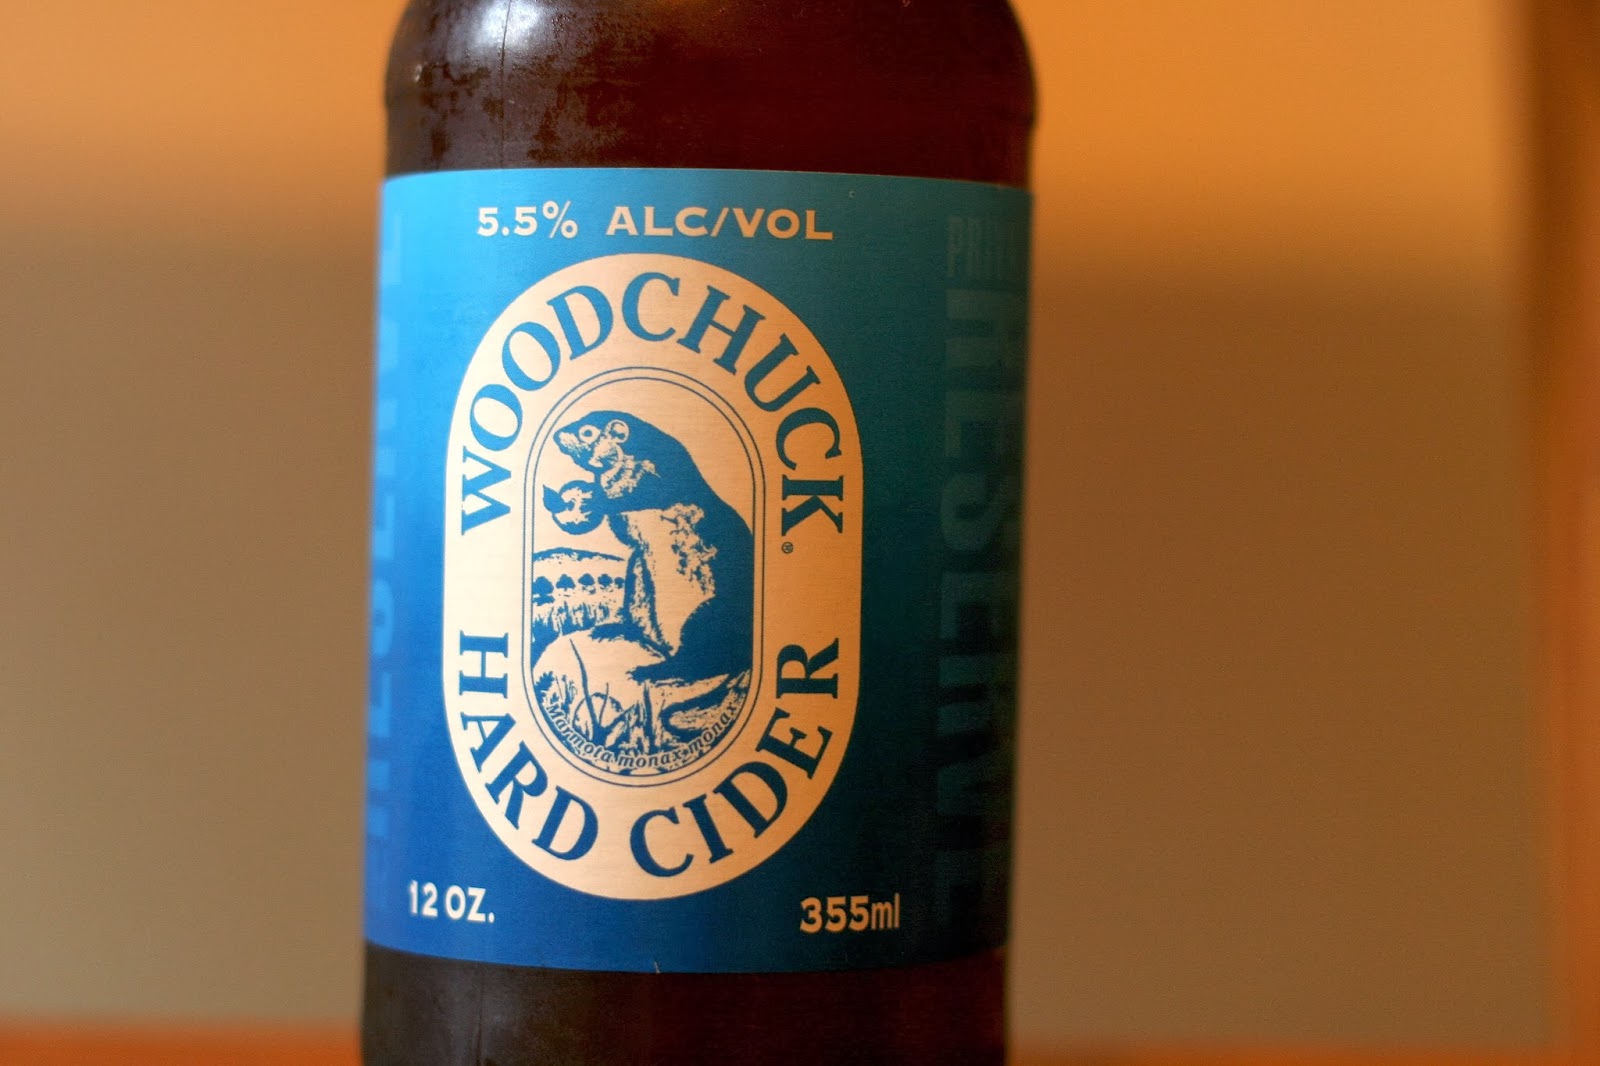 5.5% ALC/VOL
WOODCHUCK®
Marmota monax monax
HARD CIDER
12 OZ.
355ml